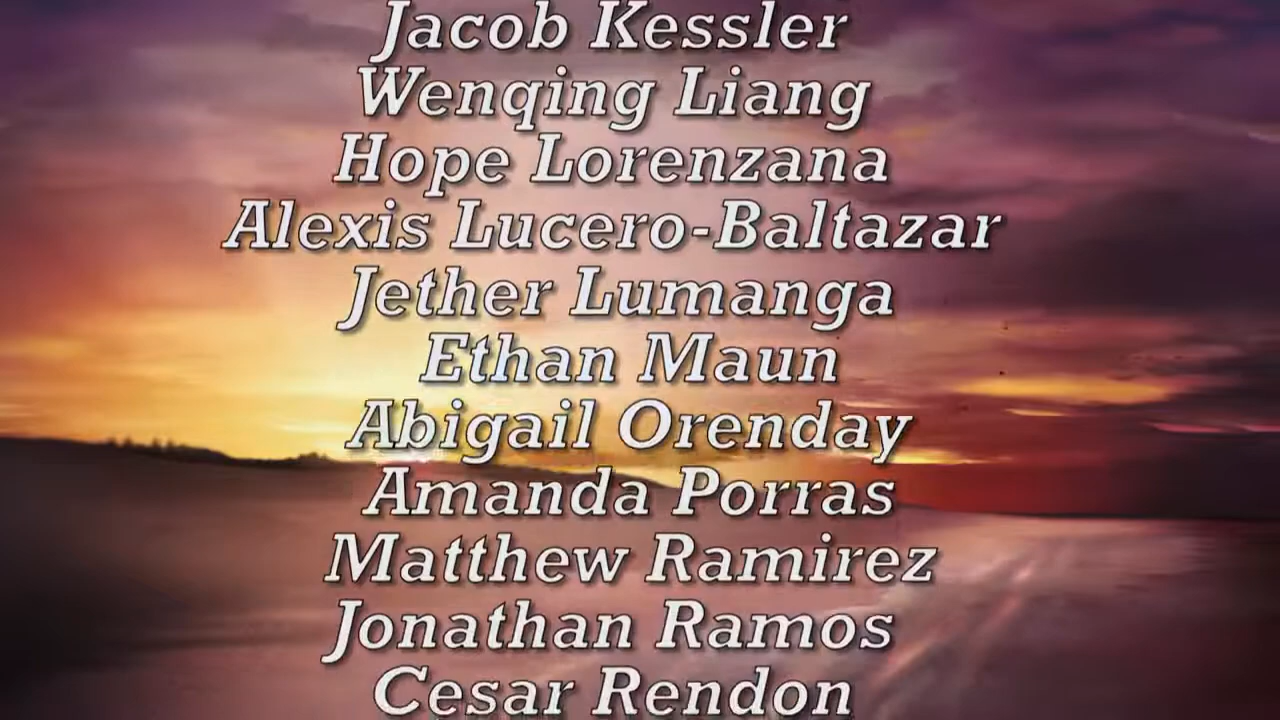 Jacob Kessler
Wenqing Liang
Hope Lorenzana
Alexis Lucero-Baltazar
Jether Lumanga
Ethan Maun
Abigail Orenday
Amanda Porras
Matthew Ramirez
Jonathan Ramos
Cesar Rendon